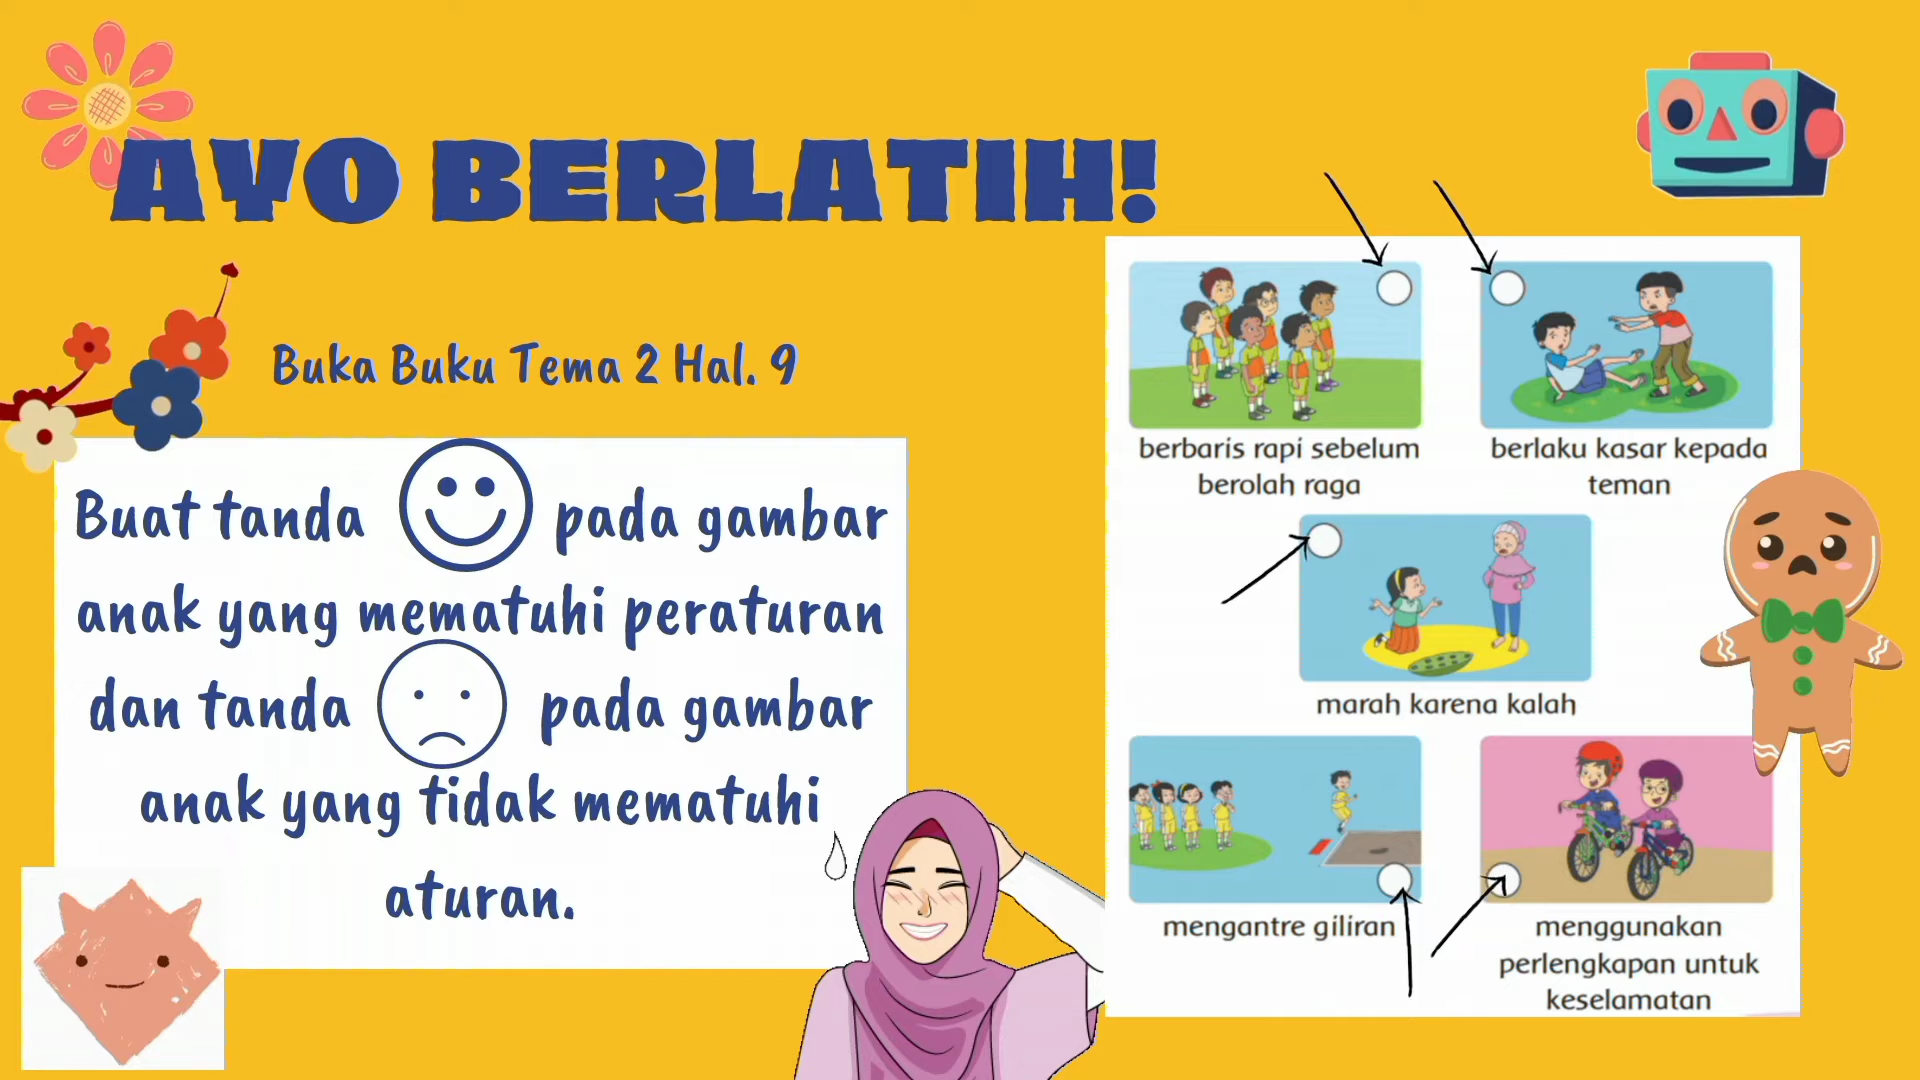 AYO BERLATIH!
Buka Buku Tema 2 Hal. 9
Buat tanda pada gambar
anak yang mematuhi peraturan
dan tanda pada gambar
anak yang tidak mematuhi
aturan.
berbaris rapi sebelum
berolah raga
berlaku kasar kepada
teman
marah karena kalah
mengantre giliran
menggunakan
perlengkapan untuk
keselamatan